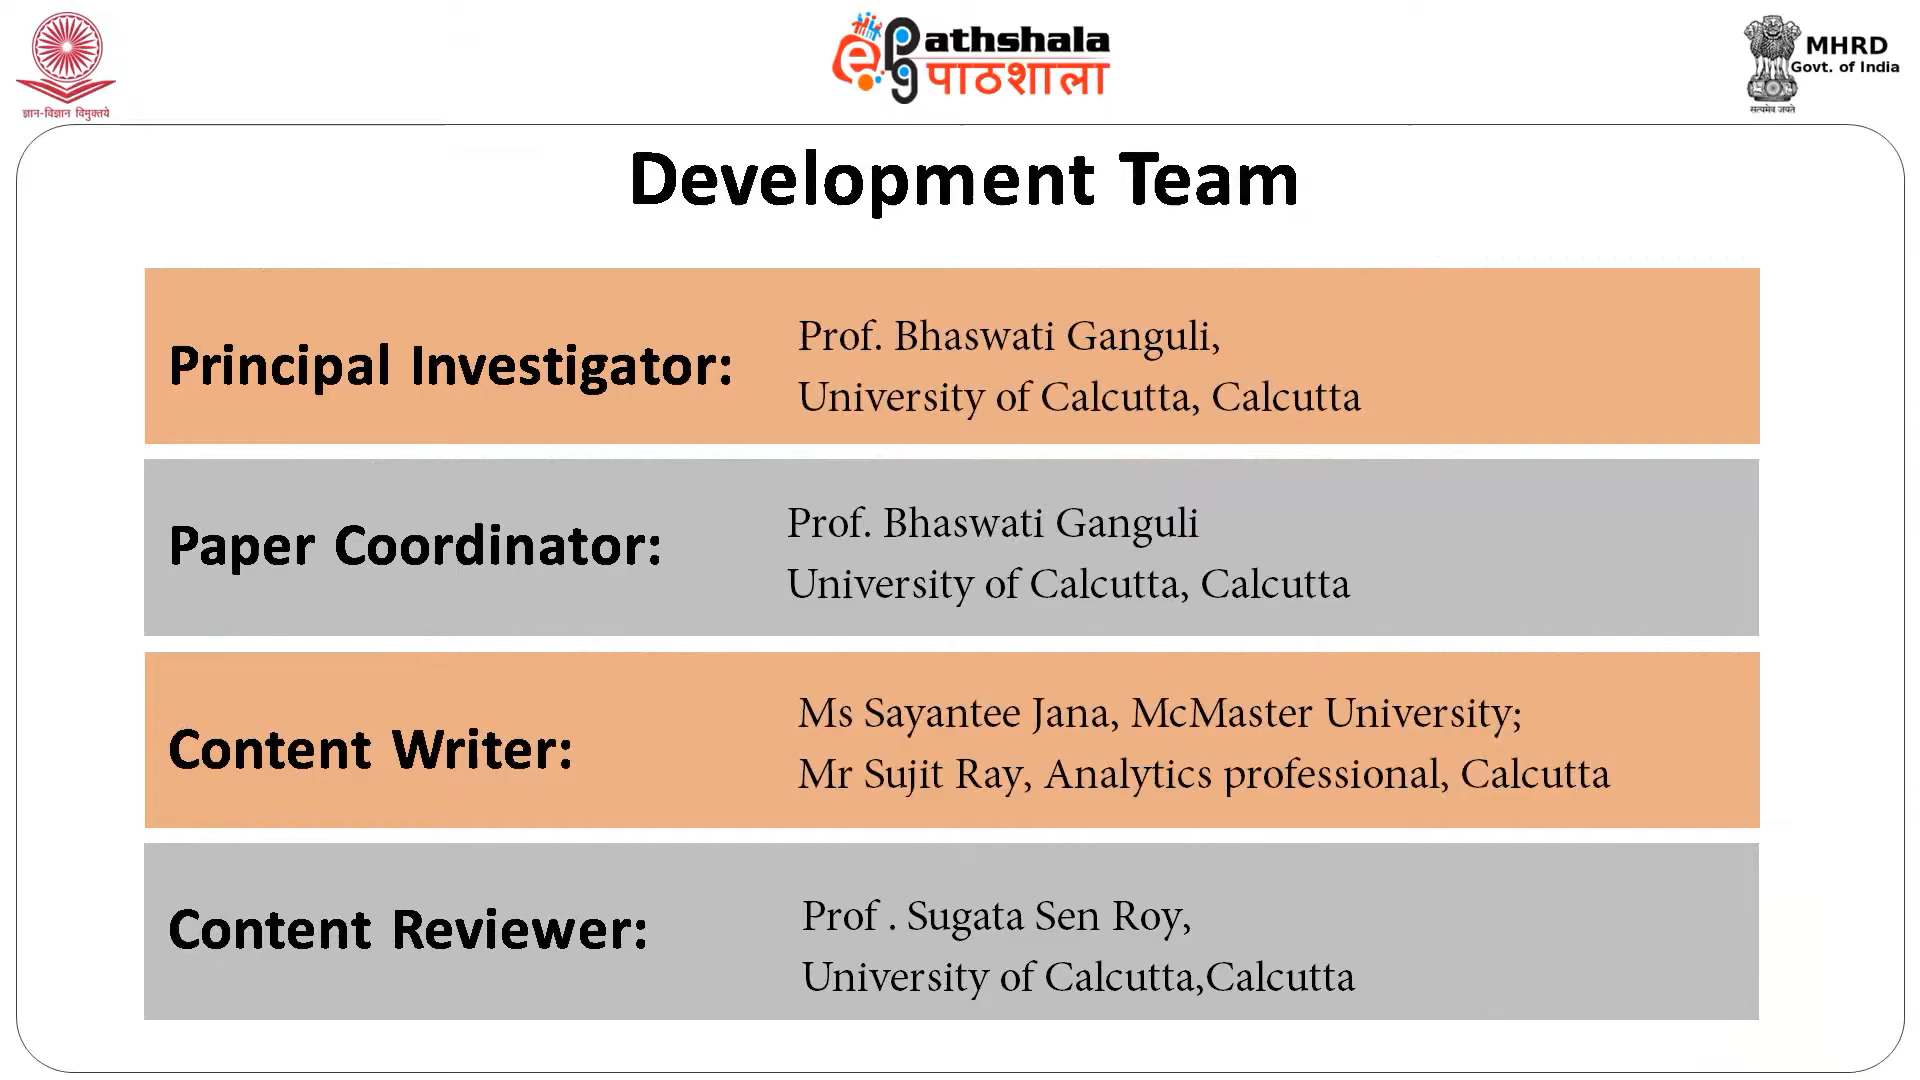 ज्ञान-विज्ञान विमुक्तये
ePG Pathshala
पाठशाला
MHRD
Govt. of India
सत्यमेव जयते
Development Team
Principal Investigator:
Prof. Bhaswati Ganguli,
University of Calcutta, Calcutta
Paper Coordinator:
Prof. Bhaswati Ganguli
University of Calcutta, Calcutta
Content Writer:
Ms Sayantee Jana, McMaster University;
Mr Sujit Ray, Analytics professional, Calcutta
Content Reviewer:
Prof . Sugata Sen Roy,
University of Calcutta,Calcutta